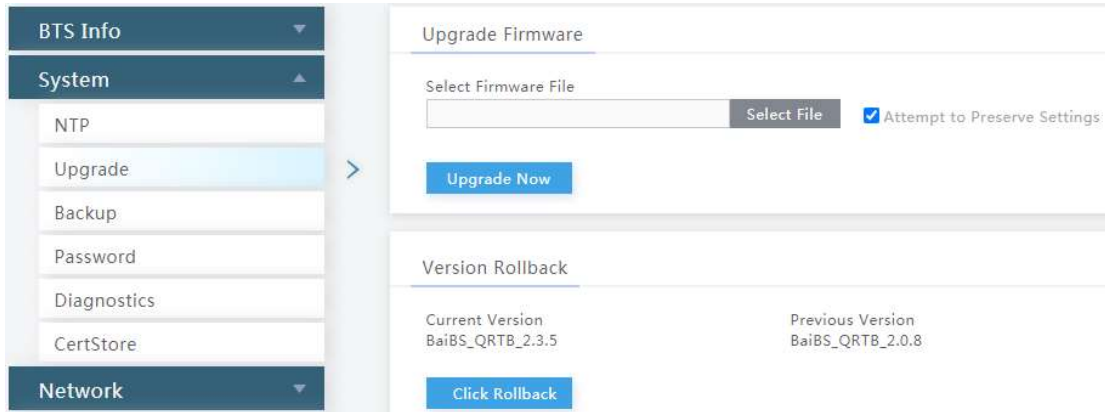 BTS Info
System
NTP
Upgrade
Backup
Password
Diagnostics
CertStore
Network
Upgrade Firmware
Select Firmware File
Select File
Attempt to Preserve Settings
Upgrade Now
Version Rollback
Current Version
BaiBS_QRTB_2.3.5
Previous Version
BaiBS_QRTB_2.0.8
Click Rollback